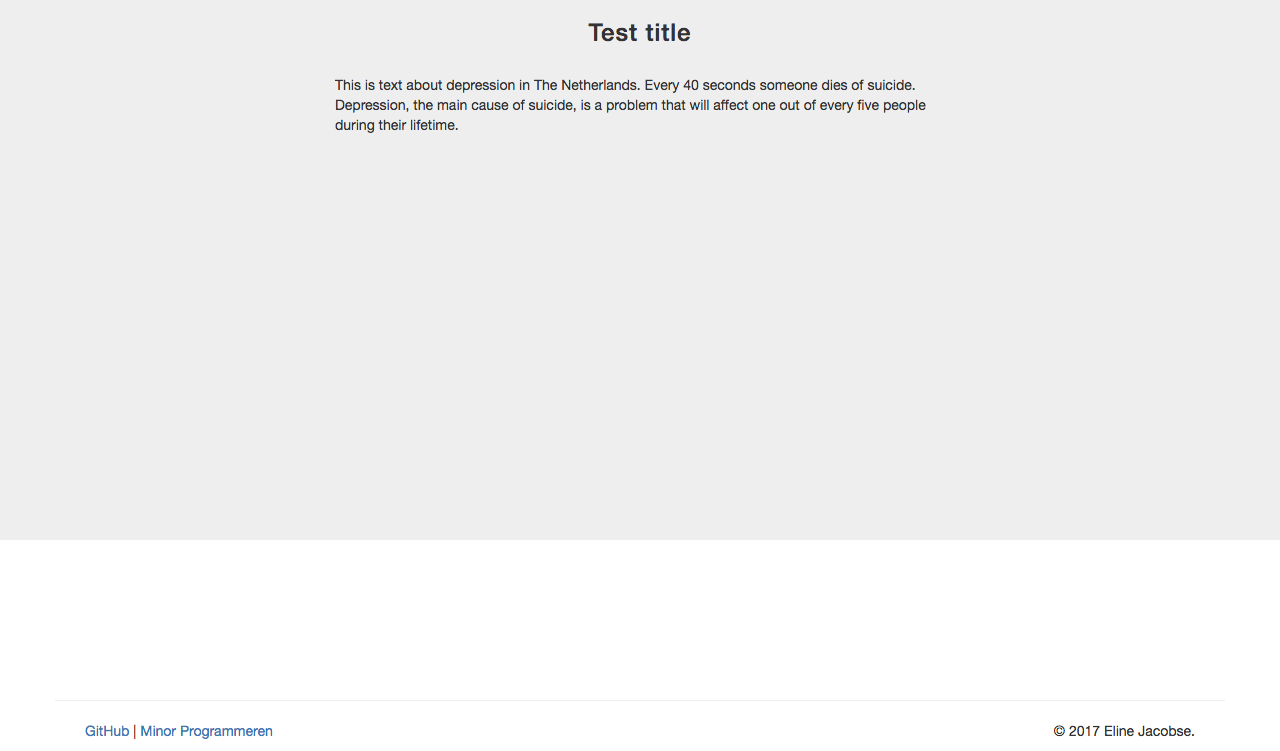 Test title
This is text about depression in The Netherlands. Every 40 seconds someone dies of suicide.
Depression, the main cause of suicide, is a problem that will affect one out of every five people
during their lifetime.
GitHub | Minor Programmeren
© 2017 Eline Jacobse.